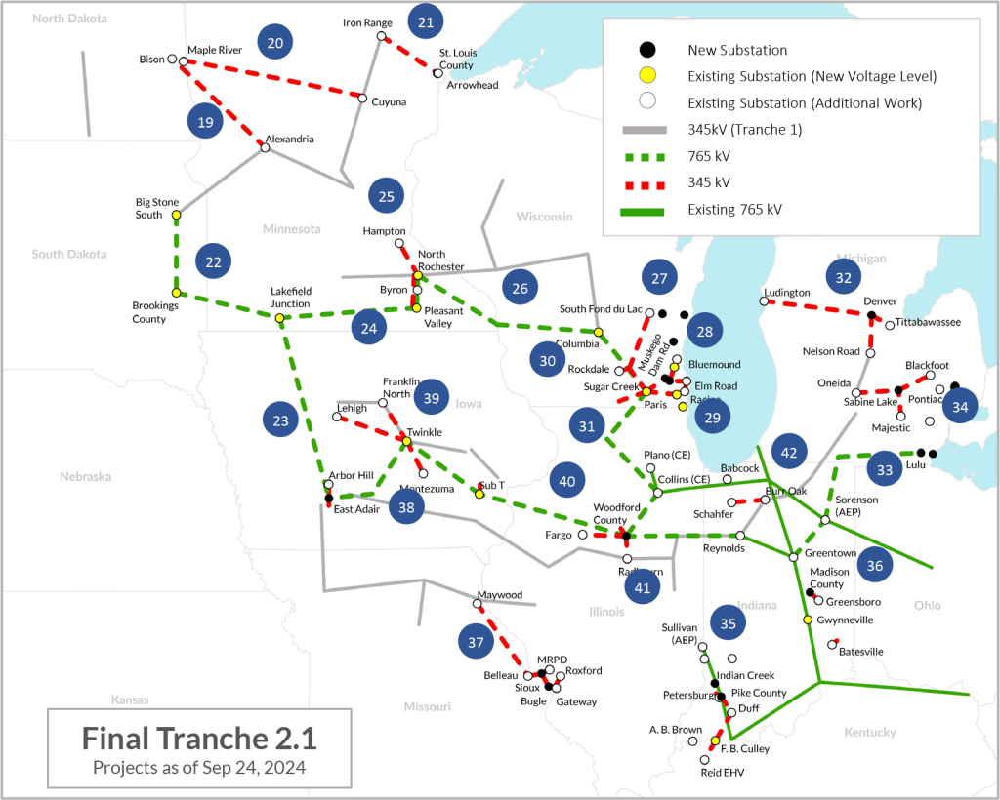 North Dakota
Iron Range
21
20
Maple River
Bison
St. Louis
County
Arrowhead
New Substation
Existing Substation (New Voltage Level)
Existing Substation (Additional Work)
345kV (Tranche 1)
765 kV
345 kV
Existing 765 kV
Cuyuna
19
Alexandria
25
Big Stone
South
Wisconsin
Minnesota
Hampton
South Dakota
22
North
Rochester
Michigan
27
32
26
Byron
Brookings
County
Lakefield
Junction
24
Pleasant
Valley
South Fond du Lac
Ludington
Denver
Tittabawassee
28
Columbia
Muskego
Dam Rd
Nelson Road
30
Rockdale
Bluemound
Blackfoot
Sugar Creek
Elm Road
Racine
Paris
Oneida
Sabine Lake
Pontiac
34
Franklin
North
39
Iowa
Lehigh
23
29
Majestic
31
Twinkle
42
Plano (CE)
Babcock
33
Lulu
Nebraska
Arbor Hill
Montezuma
Sub T
40
Collins (CE)
Burr Oak
East Adair
38
Woodford
County
Schahfer
Sorenson
(AEP)
Fargo
Reynolds
Greentown
36
Madison
County
41
Maywood
Illinois
Indiana
Greensboro
Ohio
35
Gwynneville
Sullivan
(AEP)
37
Batesville
MRPD
Belleau
Roxford
Sioux
Bugle
Gateway
Indian Creek
Petersburg
Pike County
Duff
Kansas
Missouri
A. B. Brown
F. B. Culley
Kentucky
Reid EHV
Final Tranche 2.1
Projects as of Sep 24, 2024